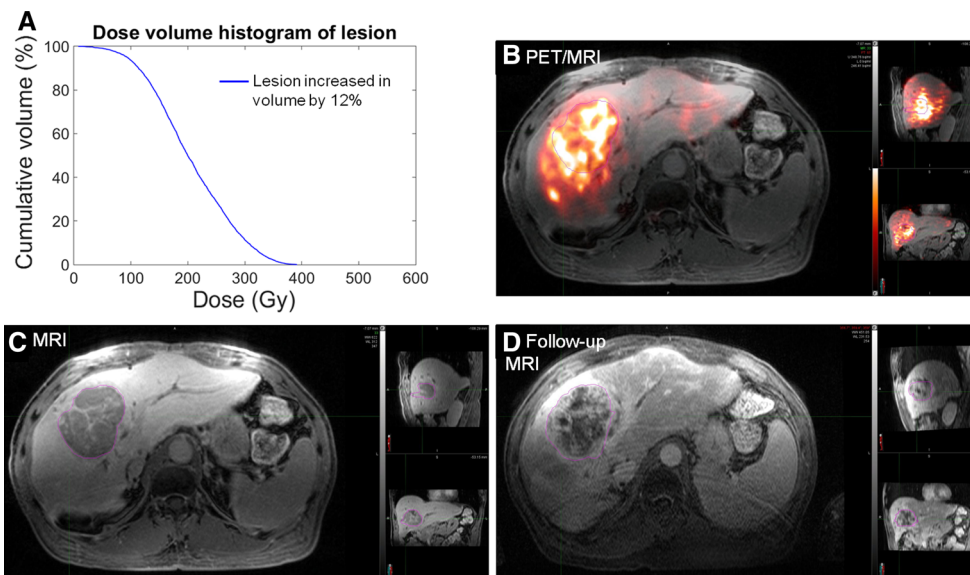 A
Dose volume histogram of lesion
Cumulative volume (%)
100
80
60
40
20
0
Lesion increased in
volume by 12%
0 100 200 300 400 500 600
Dose (Gy)
B PET/MRI
C MRI
D Follow-up
MRI